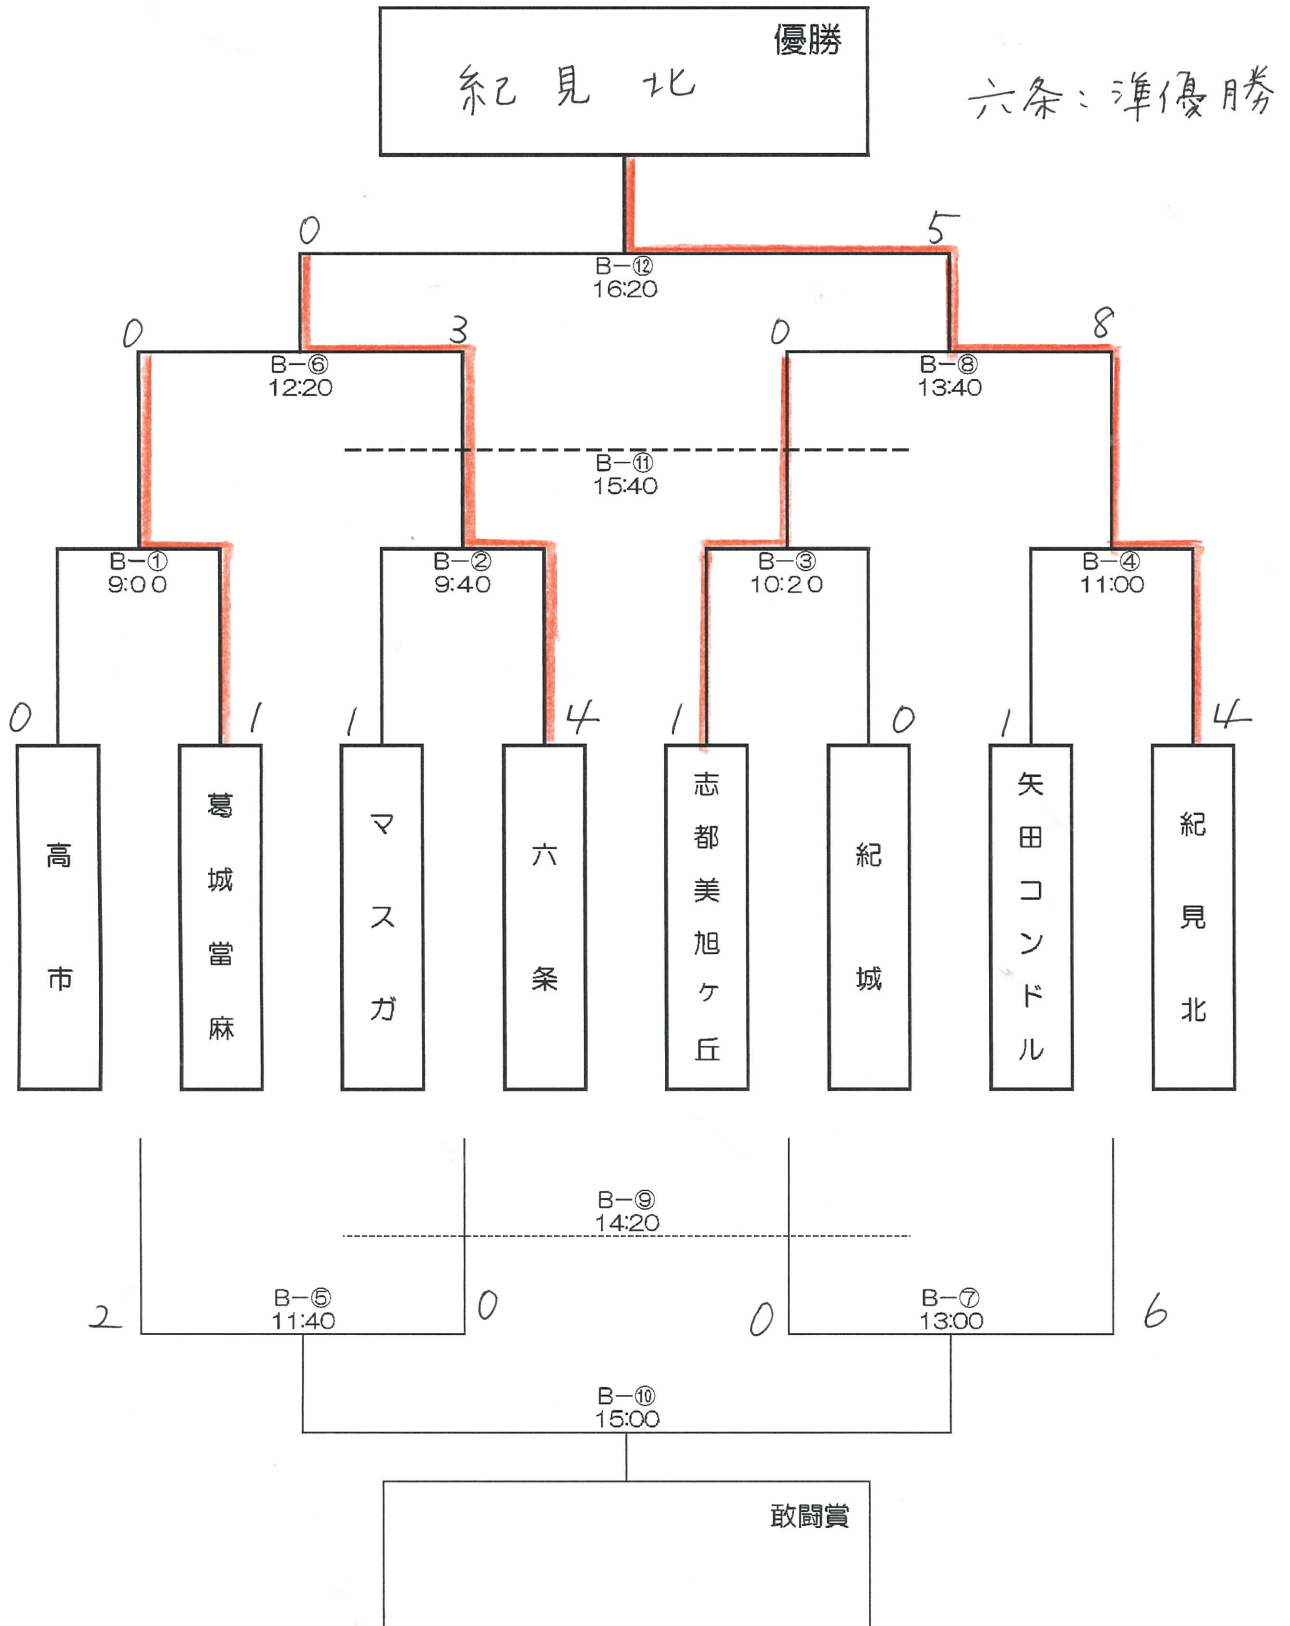 優勝
紀見北
六条:準優勝
0
5
B-⑫
16:20
0
3
0
8
B-⑥
12:20
B-⑧
13:40
B-⑪
15:40
B-①
9:00
B-②
9:40
B-③
10:20
B-④
11:00
0
1
1
4
1
0
1
4
高市
葛城當麻
マスガ
六条
志都美旭ヶ丘
紀城
矢田コンドル
紀見北
B-⑨
14:20
2
B-⑤
11:40
0
0
B-⑦
13:00
6
B-⑩
15:00
敢闘賞